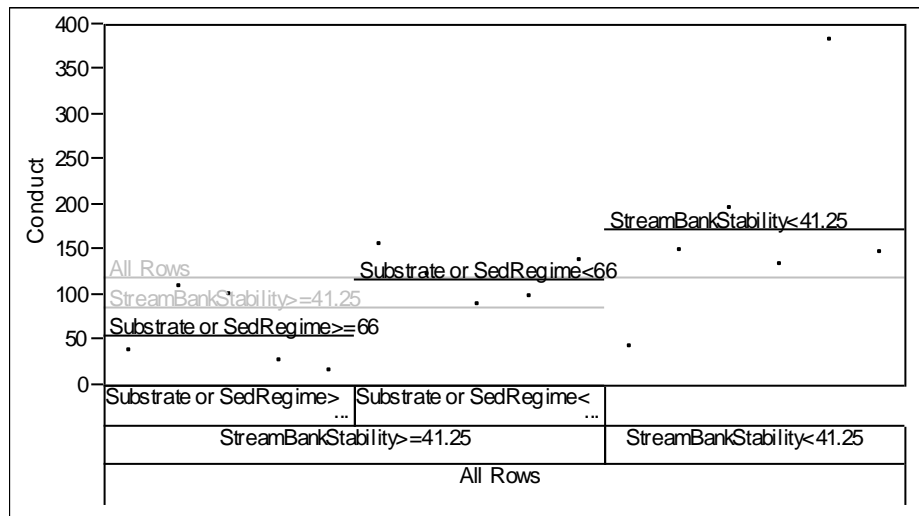 400
350
300
250
200
150
100
50
0
Conduct
StreamBankStability<41.25
All Rows
Substrate or SedRegime<66
StreamBankStability>=41.25
Substrate or SedRegime>=66
Substrate or SedRegime>
...
Substrate or SedRegime<
...
StreamBankStability>=41.25
StreamBankStability<41.25
All Rows